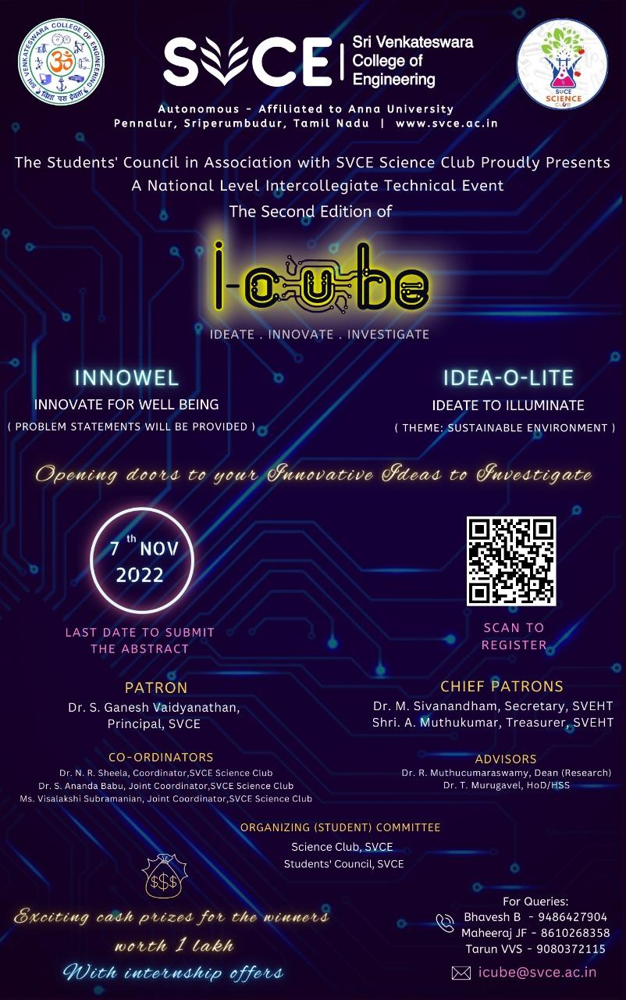 SRI VENKATESWARA COLLEGE OF ENGINEERING
ॐ
विद्या परा देवता
SVCE
Sri Venkateswara
College of
Engineering
SVCE
SCIENCE
CLUB
Autonomous - Affiliated to Anna University
Pennalur, Sriperumbudur, Tamil Nadu | www.svce.ac.in
The Students' Council in Association with SVCE Science Club Proudly Presents
A National Level Intercollegiate Technical Event
The Second Edition of
i-cube
IDEATE . INNOVATE . INVESTIGATE
INNOWEL
INNOVATE FOR WELL BEING
( PROBLEM STATEMENTS WILL BE PROVIDED )
IDEA-O-LITE
IDEATE TO ILLUMINATE
( THEME: SUSTAINABLE ENVIRONMENT )
Opening doors to your Innovative Ideas to Investigate
7 th NOV
2022
LAST DATE TO SUBMIT
THE ABSTRACT
SCAN TO
REGISTER
PATRON
Dr. S. Ganesh Vaidyanathan,
Principal, SVCE
CHIEF PATRONS
Dr. M. Sivanandham, Secretary, SVEHT
Shri. A. Muthukumar, Treasurer, SVEHT
CO-ORDINATORS
Dr. N. R. Sheela, Coordinator,SVCE Science Club
Dr. S. Ananda Babu, Joint Coordinator,SVCE Science Club
Ms. Visalakshi Subramanian, Joint Coordinator,SVCE Science Club
ADVISORS
Dr. R. Muthucumaraswamy, Dean (Research)
Dr. T. Murugavel, HoD/HSS
ORGANIZING (STUDENT) COMMITTEE
Science Club, SVCE
Students' Council, SVCE
$$$
Exciting cash prizes for the winners
worth 1 lakh
With internship offers
For Queries:
Bhavesh B - 9486427904
Maheeraj JF - 8610268358
Tarun VVS - 9080372115
icube@svce.ac.in